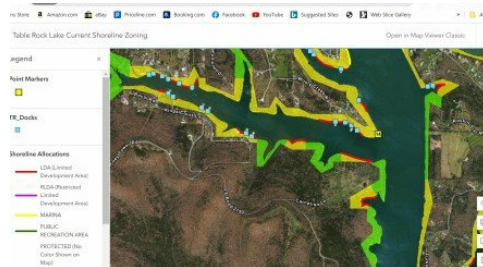 ns Store Amazon.com eBay Priceline.com Booking.com Facebook YouTube Suggested Sites Web Slice Gallery
Table Rock Lake Current Shoreline Zoning
Open in Map Viewer Classic
Legend
Point Markers
TR_Docks
Shoreline Allocations
LDA (Limited
Development Area)
RLDA (Restricted
Limited
Development Area)
MARINA
PUBLIC
RECREATION AREA
PROTECTED (No
Color Shown on
Map)